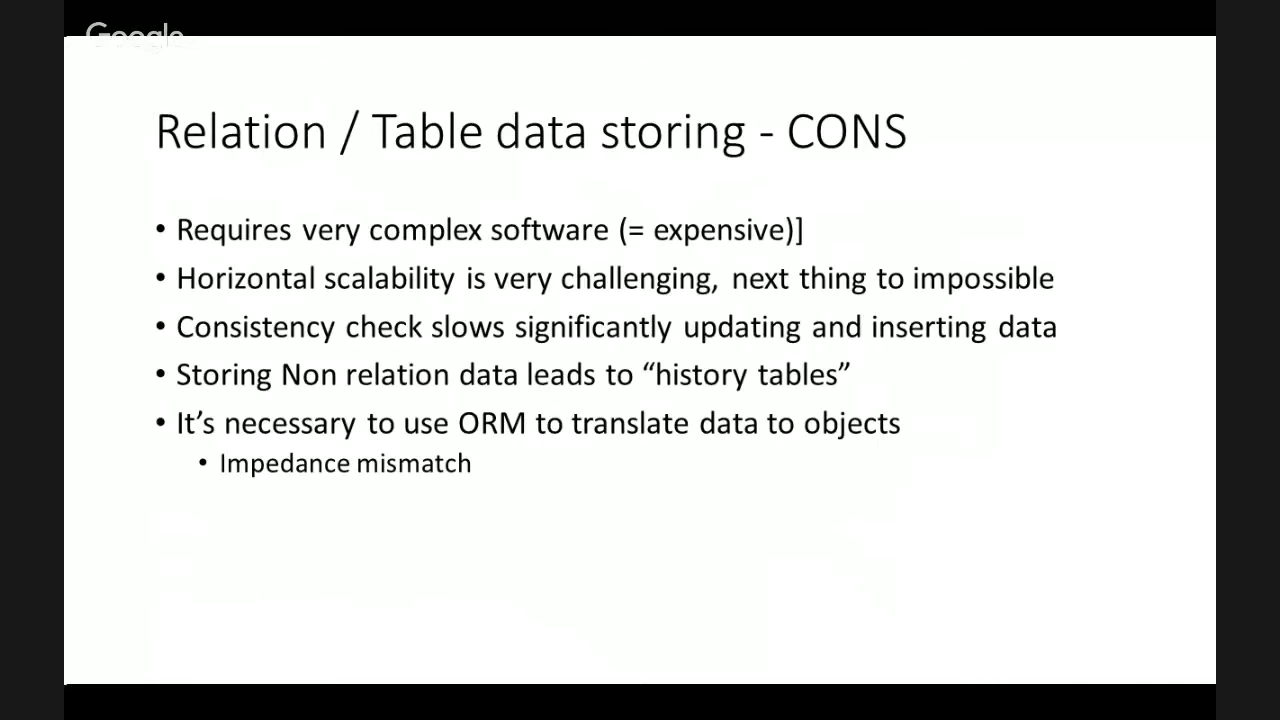 Google
Relation / Table data storing - CONS
• Requires very complex software (= expensive)]
• Horizontal scalability is very challenging, next thing to impossible
• Consistency check slows significantly updating and inserting data
• Storing Non relation data leads to “history tables”
• It’s necessary to use ORM to translate data to objects
• Impedance mismatch